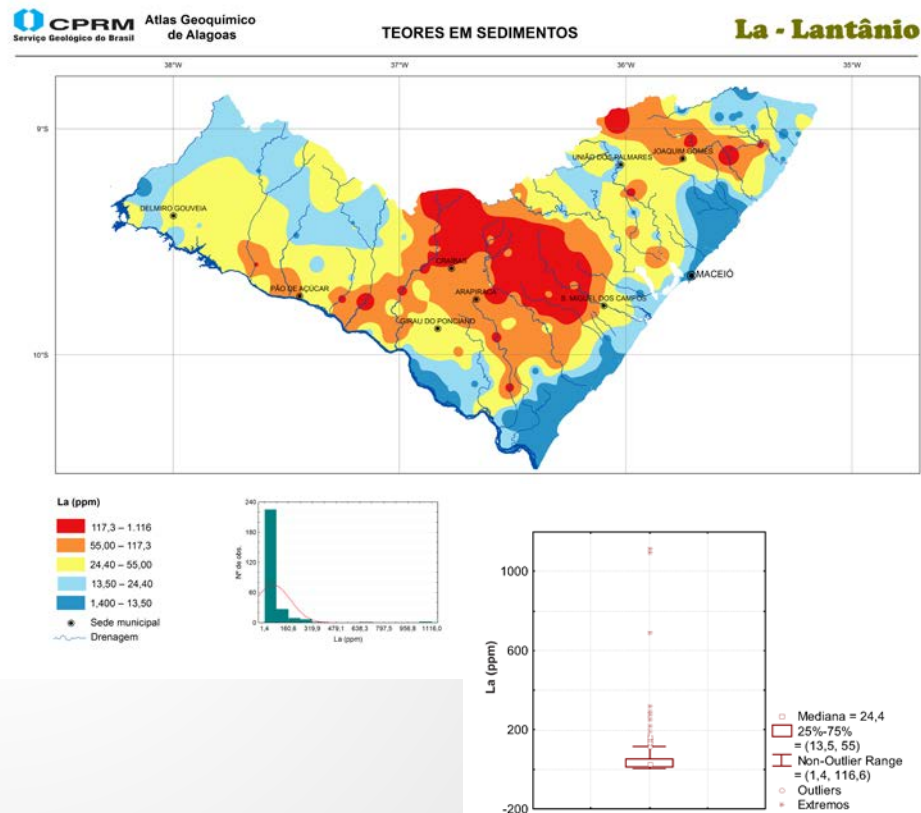 CPRM
Serviço Geológico do Brasil
Atlas Geoquímico
de Alagoas
TEORES EM SEDIMENTOS
La - Lantânio
38°W
37°W
36°W
35°W
9°S
10°S
UNIÃO DOS PALMARES
JOAQUIM GOMES
DELMIRO GOUVEIA
CRAÍBAS
MACEIÓ
PÃO DE AÇÚCAR
ARAPIRACA
S. MIGUEL DOS CAMPOS
GIRAU DO PONCIANO
La (ppm)
117,3 – 1.116
55,00 – 117,3
24,40 – 55,00
13,50 – 24,40
1,400 – 13,50
Sede municipal
Drenagem
240
180
120
60
0
Nº de obs.
1,4 160,6 319,9 479,1 638,3 797,5 956,8 1116,0
La (ppm)
1000
600
200
-200
La (ppm)
Mediana = 24,4
25%-75%
= (13,5, 55)
Non-Outlier Range
= (1,4, 116,6)
Outliers
Extremos